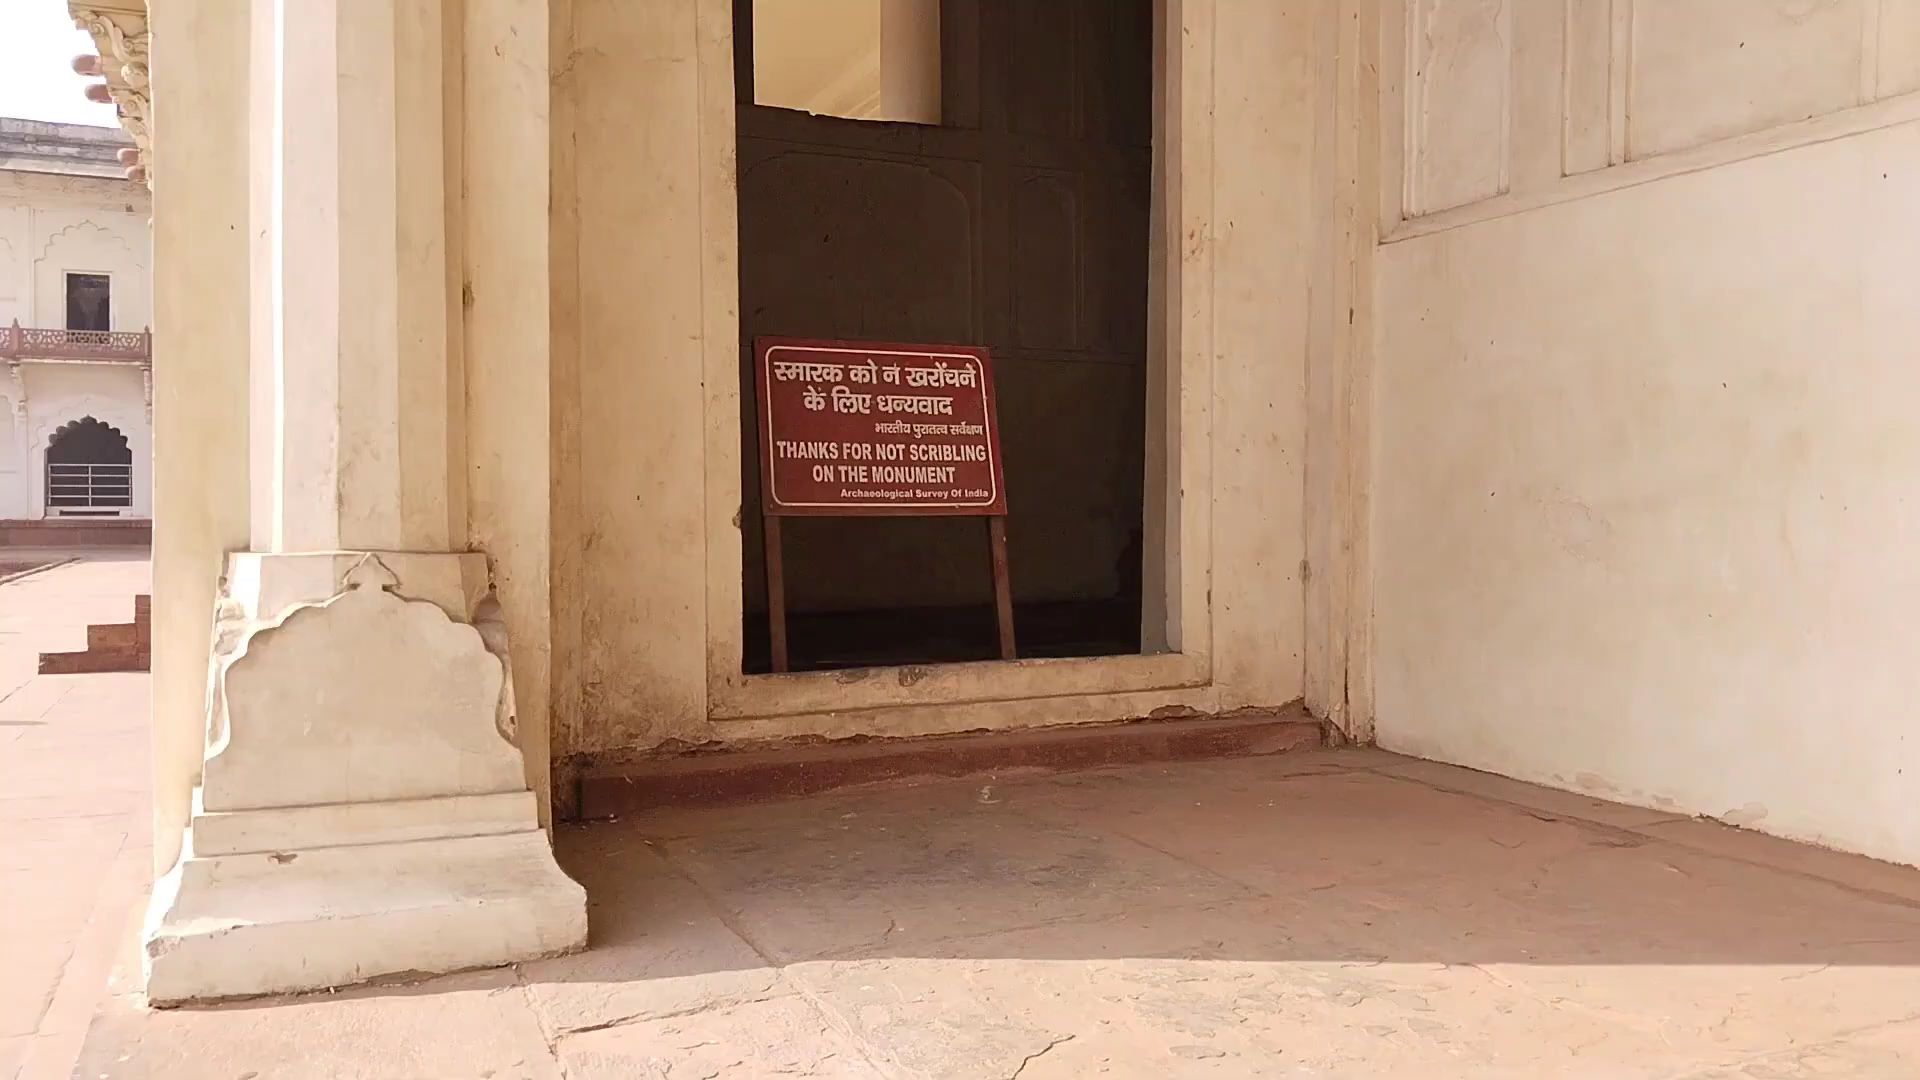 स्मारक को न खरोंचने
के लिए धन्यवाद
भारतीय पुरातत्व सर्वेक्षण
THANKS FOR NOT SCRIBLING
ON THE MONUMENT
Archaeological Survey Of India